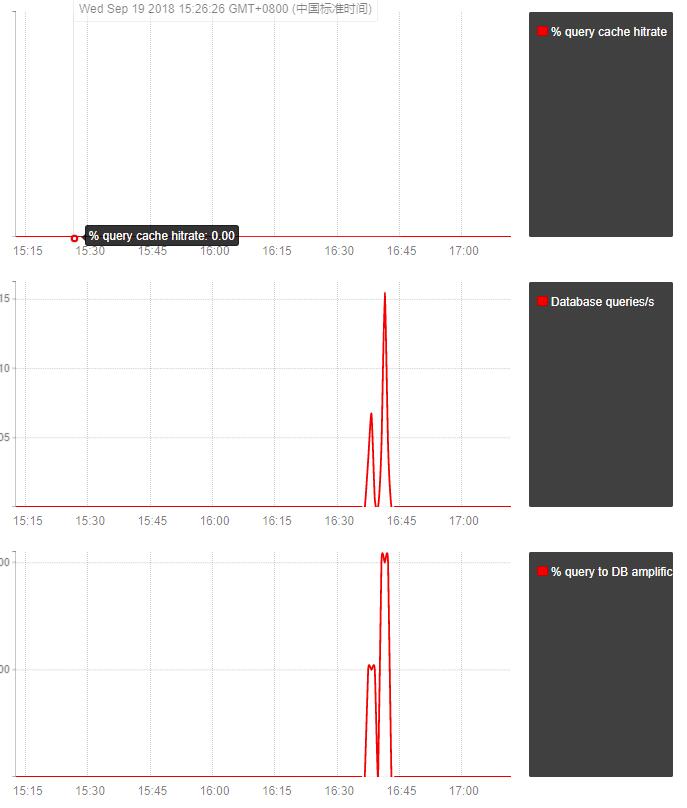 Wed Sep 19 2018 15:26:26 GMT+0800 (中国标准时间)
% query cache hitrate
% query cache hitrate: 0.00
15:15 15:30 15:45 16:00 16:15 16:30 16:45 17:00
Database queries/s
15
10
05
15:15 15:30 15:45 16:00 16:15 16:30 16:45 17:00
% query to DB amplific
00
00
15:15 15:30 15:45 16:00 16:15 16:30 16:45 17:00